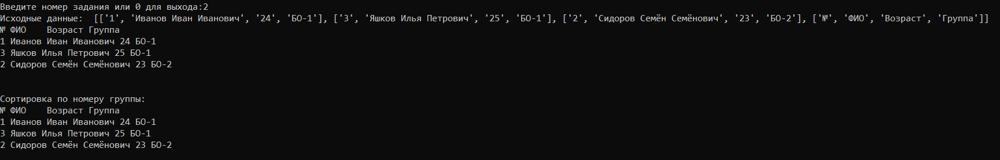 Введите номер задания или 0 для выхода:2
Исходные данные:  [['1', 'Иванов Иван Иванович', '24', 'БО-1'], ['3', 'Яшков Илья Петрович', '25', 'БО-1'], ['2', 'Сидоров Семён Семёнович', '23', 'БО-2'], ['№', 'ФИО', 'Возраст', 'Группа']]
№ ФИО    Возраст Группа
1 Иванов Иван Иванович 24 БО-1
3 Яшков Илья Петрович 25 БО-1
2 Сидоров Семён Семёнович 23 БО-2
Сортировка по номеру группы:
№ ФИО    Возраст Группа
1 Иванов Иван Иванович 24 БО-1
3 Яшков Илья Петрович 25 БО-1
2 Сидоров Семён Семёнович 23 БО-2